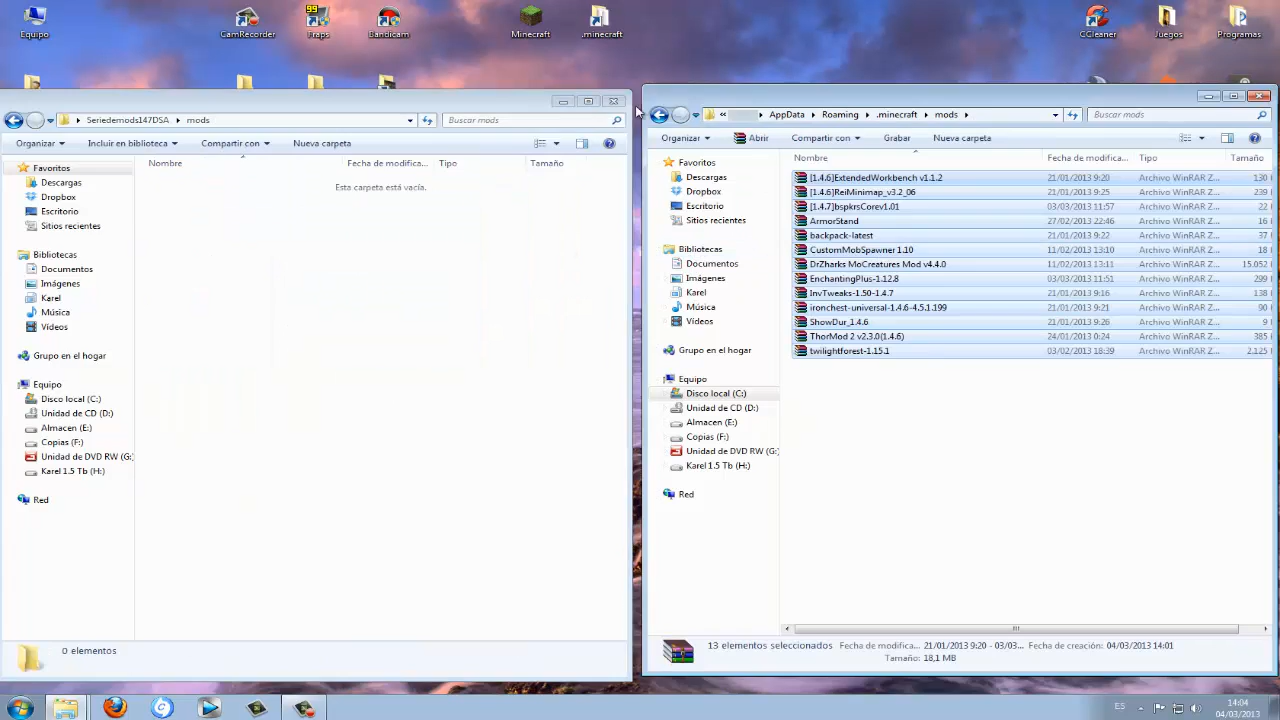 Equipo
CamRecorder
99
Fraps
Bandicam
Minecraft
.minecraft
CCleaner
Juegos
Programas
Seriedemods147DSA
mods
Buscar mods
Organizar
Incluir en biblioteca
Compartir con
Nueva carpeta
Nombre
Fecha de modifica...
Tipo
Tamaño
Esta carpeta está vacía.
Favoritos
Descargas
Dropbox
Escritorio
Sitios recientes
Bibliotecas
Documentos
Imágenes
Karel
Música
Vídeos
Grupo en el hogar
Equipo
Disco local (C:)
Unidad de CD (D:)
Almacen (E:)
Copias (F:)
Unidad de DVD RW (G:)
Karel 1.5 Tb (H:)
Red
0 elementos
«
AppData
Roaming
.minecraft
mods
Buscar mods
Organizar
Abrir
Compartir con
Grabar
Nueva carpeta
Nombre
Fecha de modifica...
Tipo
Tamaño
Favoritos
Descargas
Dropbox
Escritorio
Sitios recientes
Bibliotecas
Documentos
Imágenes
Karel
Música
Vídeos
Grupo en el hogar
Equipo
Disco local (C:)
Unidad de CD (D:)
Almacen (E:)
Copias (F:)
Unidad de DVD RW (G:)
Karel 1.5 Tb (H:)
Red
[1.4.6]ExtendedWorkbench v1.1.2 21/01/2013 9:20 Archivo WinRAR Z... 130
[1.4.6]ReiMinimap_v3.2_06 21/01/2013 9:25 Archivo WinRAR Z... 239
[1.4.7]bspkrsCorev1.01 03/03/2013 11:57 Archivo WinRAR Z... 22
ArmorStand 27/02/2013 22:46 Archivo WinRAR Z... 16
backpack-latest 21/01/2013 9:22 Archivo WinRAR Z... 37
CustomMobSpawner 1.10 11/02/2013 13:10 Archivo WinRAR Z... 18
DrZharks MoCreatures Mod v4.4.0 11/02/2013 13:11 Archivo WinRAR Z... 15.052
EnchantingPlus-1.12.8 03/03/2013 11:51 Archivo WinRAR Z... 299
InvTweaks-1.50-1.4.7 21/01/2013 9:16 Archivo WinRAR Z... 138
ironchest-universal-1.4.6-4.5.1.199 21/01/2013 9:21 Archivo WinRAR Z... 90
ShowDur_1.4.6 21/01/2013 9:26 Archivo WinRAR Z... 9
ThorMod 2 v2.3.0(1.4.6) 24/01/2013 0:24 Archivo WinRAR Z... 385
twilightforest-1.15.1 03/02/2013 18:39 Archivo WinRAR Z... 2.125
13 elementos seleccionados Fecha de modifica... 21/01/2013 9:20 - 03/03... Fecha de creación: 04/03/2013 14:01
Tamaño: 18,1 MB
ES
14:04
04/03/2013